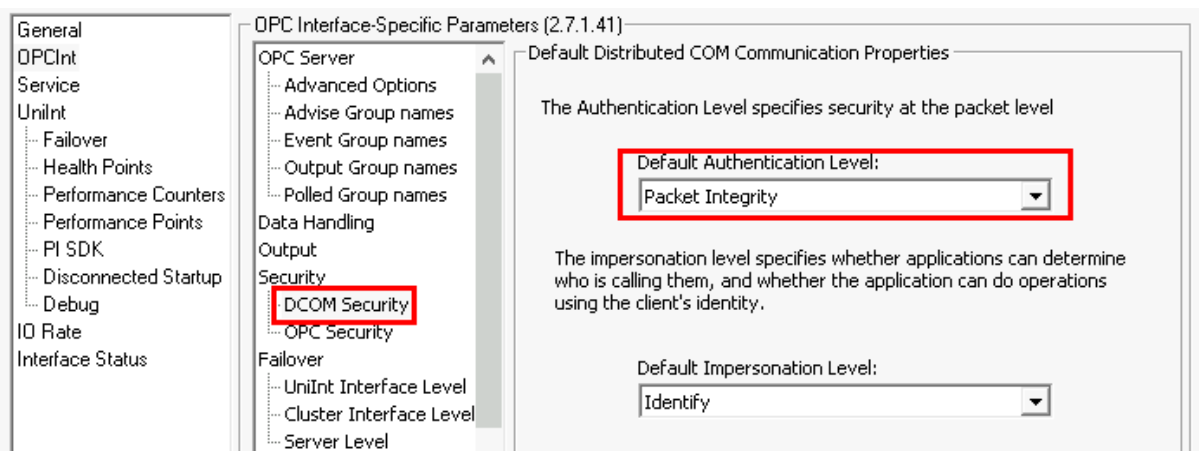 General
OPCInt
Service
UniInt
Failover
Health Points
Performance Counters
Performance Points
PI SDK
Disconnected Startup
Debug
IO Rate
Interface Status
OPC Interface-Specific Parameters (2.7.1.41)
OPC Server
Advanced Options
Advise Group names
Event Group names
Output Group names
Polled Group names
Data Handling
Output
Security
DCOM Security
OPC Security
Failover
UniInt Interface Level
Cluster Interface Level
Server Level
Default Distributed COM Communication Properties
The Authentication Level specifies security at the packet level
Default Authentication Level:
Packet Integrity
The impersonation level specifies whether applications can determine
who is calling them, and whether the application can do operations
using the client's identity.
Default Impersonation Level:
Identify